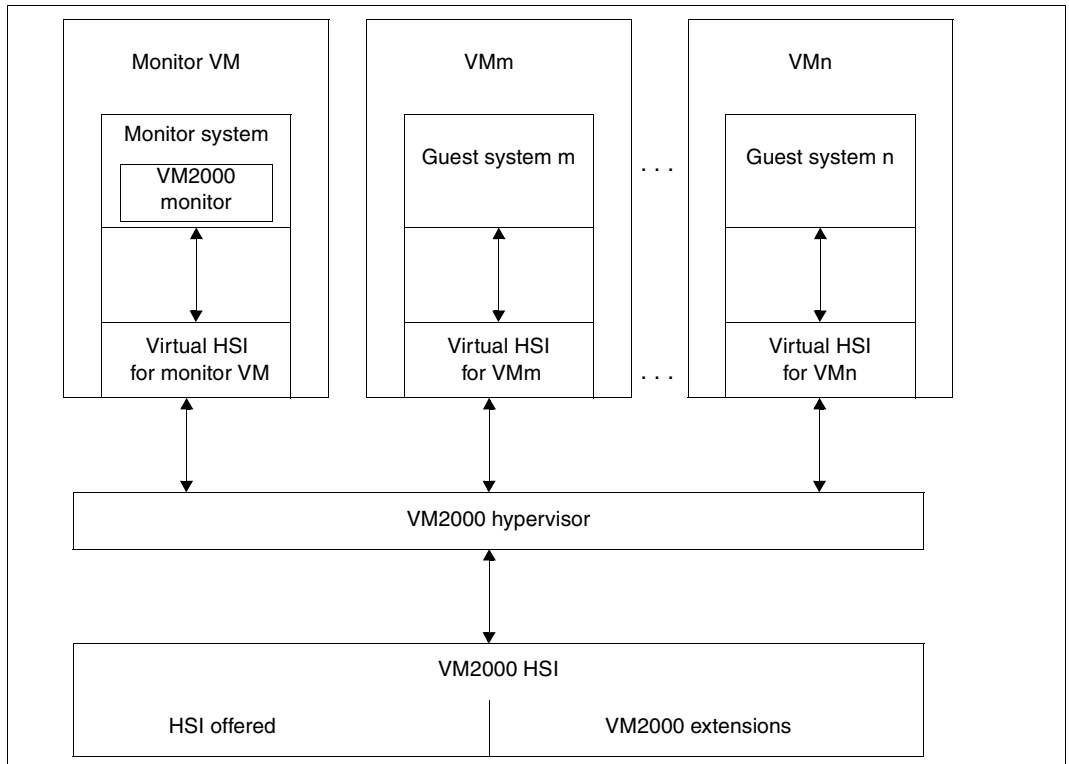 Monitor VM
VMm
VMn
Monitor system
VM2000
monitor
Guest system m
. . .
Guest system n
Virtual HSI
for monitor VM
Virtual HSI
for VMm
. . .
Virtual HSI
for VMn
VM2000 hypervisor
VM2000 HSI
HSI offered
VM2000 extensions